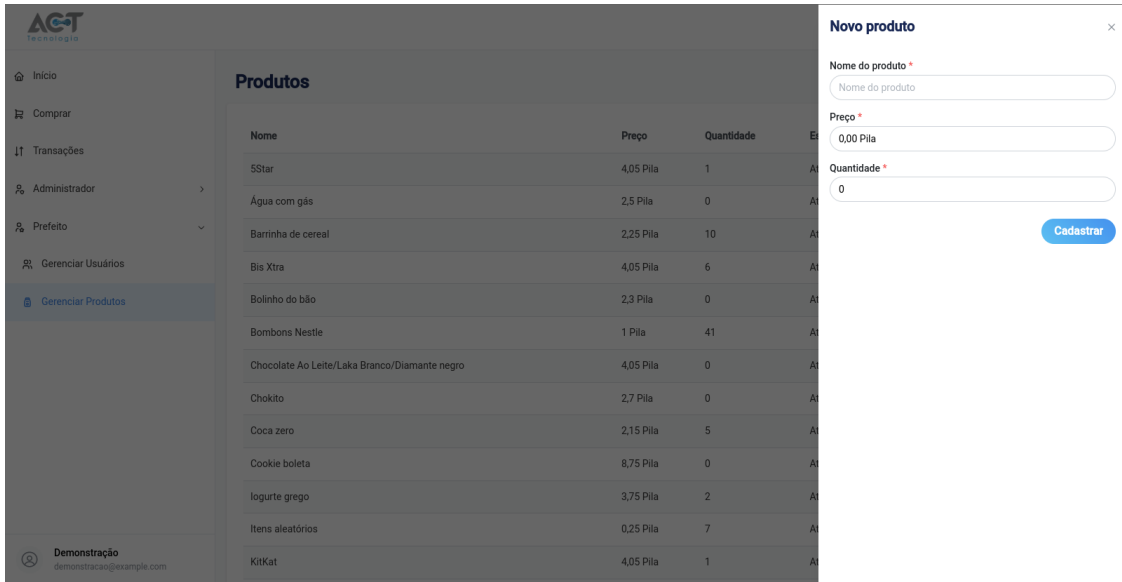 ACT
Tecnologia
Início
Comprar
Transações
Administrador
Prefeito
Gerenciar Usuários
Gerenciar Produtos
Demonstração
demonstracao@example.com
Produtos
Nome Preço Quantidade
5Star 4,05 Pila 1
Água com gás 2,5 Pila 0
Barrinha de cereal 2,25 Pila 10
Bis Xtra 4,05 Pila 6
Bolinho do bão 2,3 Pila 0
Bombons Nestle 1 Pila 41
Chocolate Ao Leite/Laka Branco/Diamante negro 4,05 Pila 0
Chokito 2,7 Pila 0
Coca zero 2,15 Pila 5
Cookie boleta 8,75 Pila 0
Iogurte grego 3,75 Pila 2
Itens aleatórios 0,25 Pila 7
KitKat 4,05 Pila 1
Novo produto
Nome do produto *
Nome do produto
Preço *
0,00 Pila
Quantidade *
0
Cadastrar